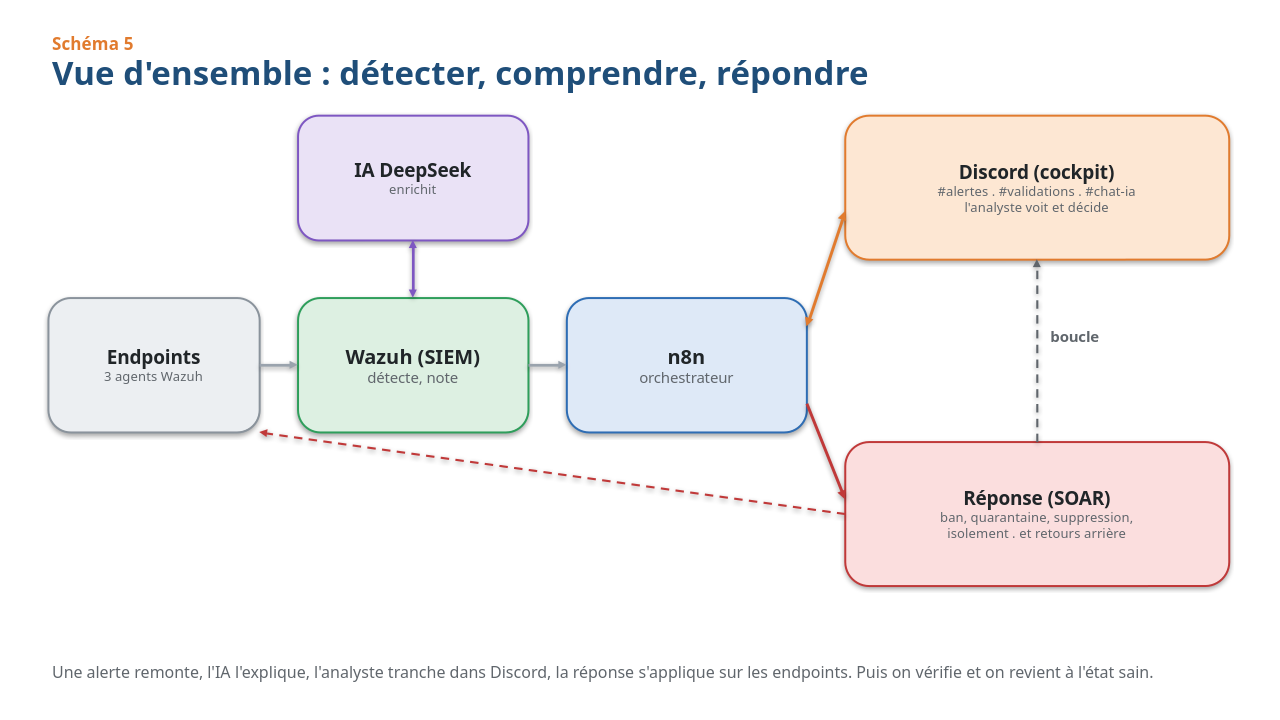 Schéma 5
Vue d'ensemble : détecter, comprendre, répondre
IA DeepSeek
enrichit
Discord (cockpit)
#alertes . #validations . #chat-ia
l'analyste voit et décide
Endpoints
3 agents Wazuh
Wazuh (SIEM)
détecte, note
n8n
orchestrateur
boucle
Réponse (SOAR)
ban, quarantaine, suppression,
isolement . et retours arrière
Une alerte remonte, l'IA l'explique, l'analyste tranche dans Discord, la réponse s'applique sur les endpoints. Puis on vérifie et on revient à l'état sain.